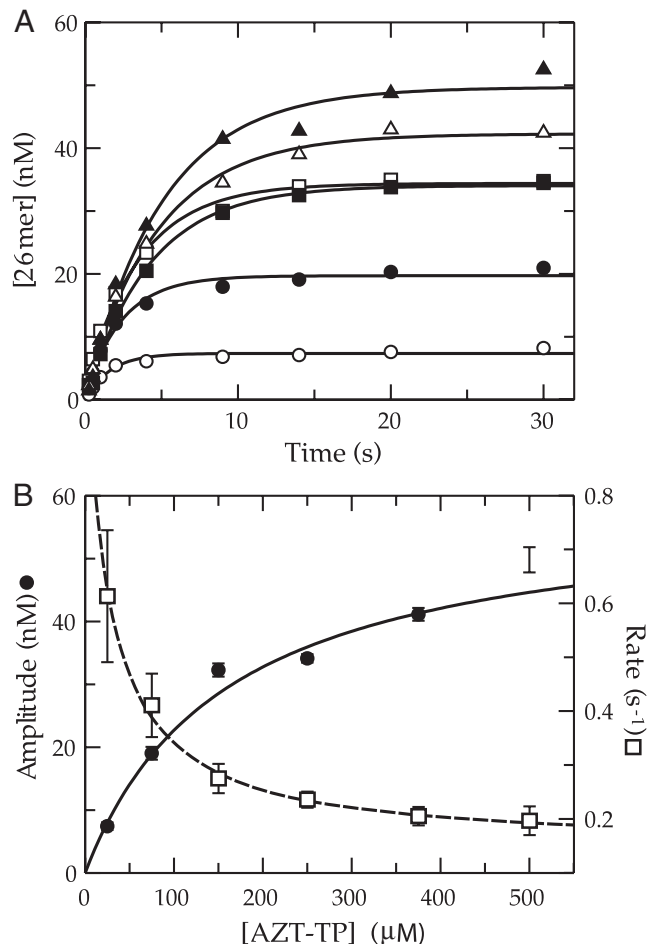 A
60
40
20
0
[26mer] (nM)
0 10 20 30
Time (s)
B
60
40
20
0
Amplitude (nM)
0.8
0.6
0.4
0.2
Rate (s-1)
0 100 200 300 400 500
[AZT-TP] (µM)